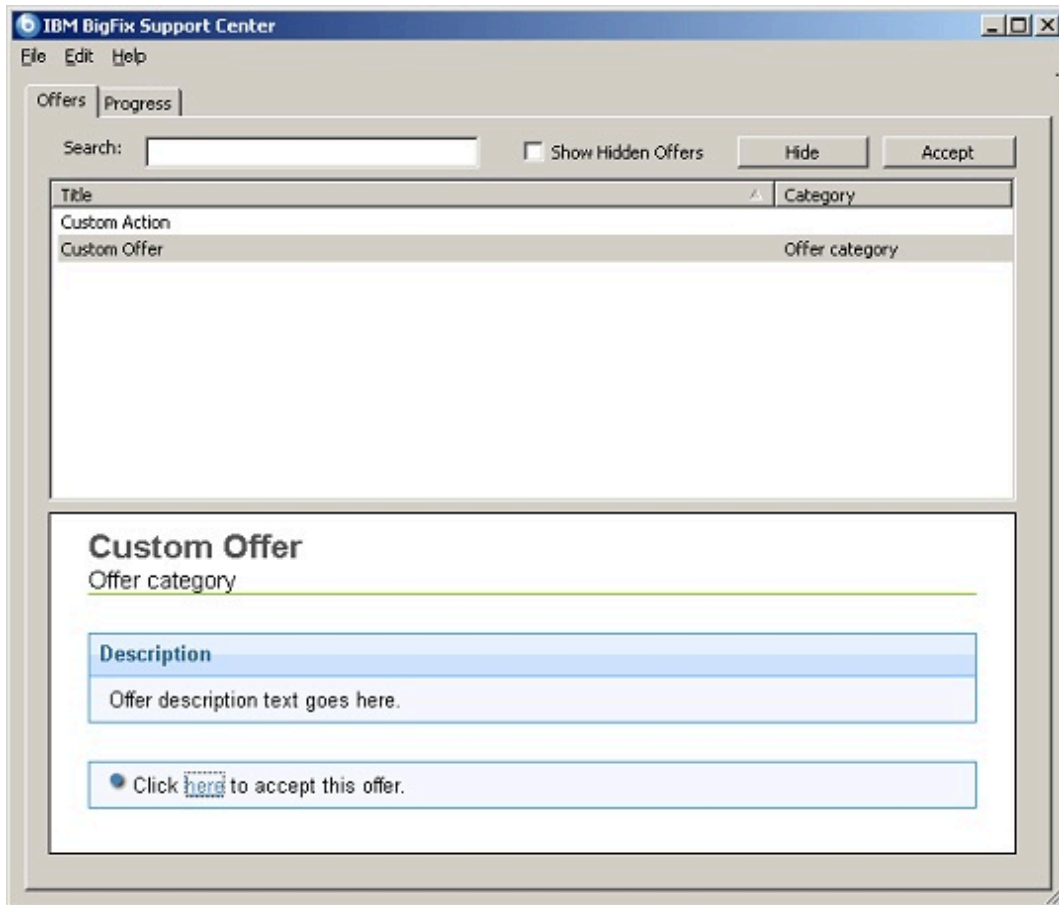 IBM BigFix Support Center
File Edit Help
Offers Progress
Search: Show Hidden Offers Hide Accept
Title Category
Custom Action
Custom Offer Offer category
Custom Offer
Offer category
Description
Offer description text goes here.
Click here to accept this offer.